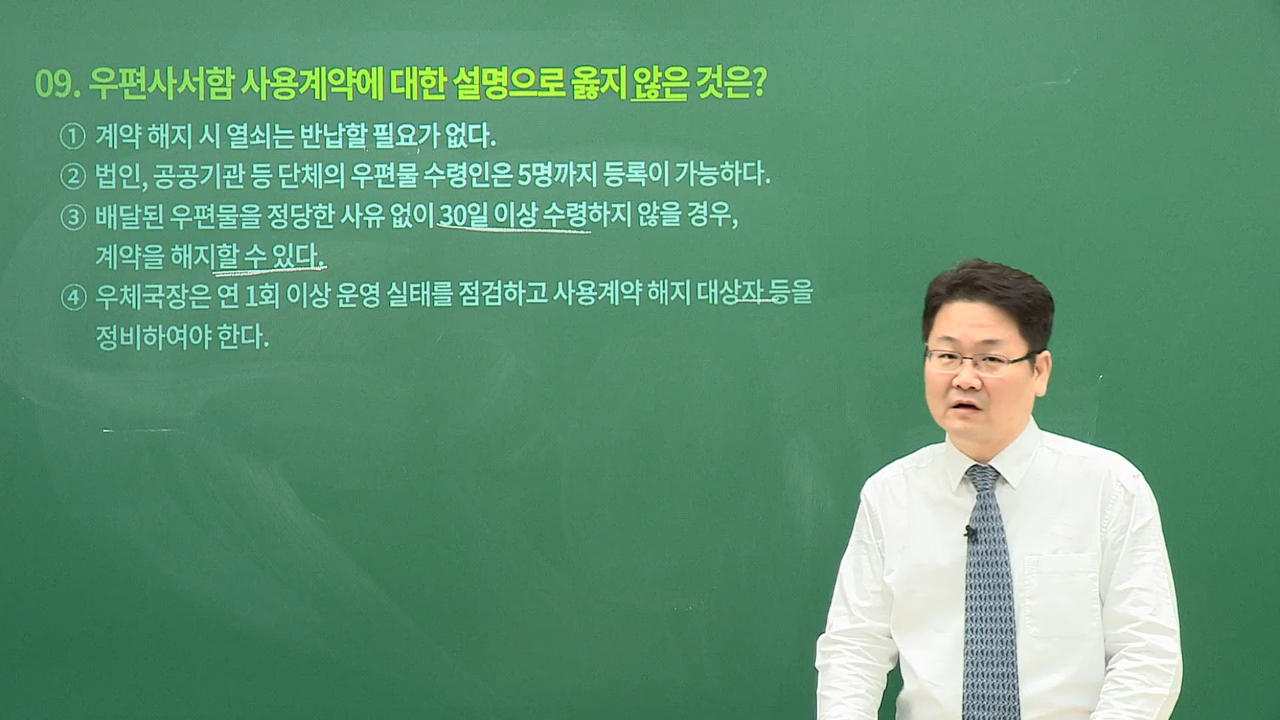 09. 우편사서함 사용계약에 대한 설명으로 옳지 않은 것은?
① 계약 해지 시 열쇠는 반납할 필요가 없다.
② 법인, 공공기관 등 단체의 우편물 수령인은 5명까지 등록이 가능하다.
③ 배달된 우편물을 정당한 사유 없이 30일 이상 수령하지 않을 경우,
계약을 해지할 수 있다.
④ 우체국장은 연 1회 이상 운영 실태를 점검하고 사용계약 해지 대상자 등을
정비하여야 한다.